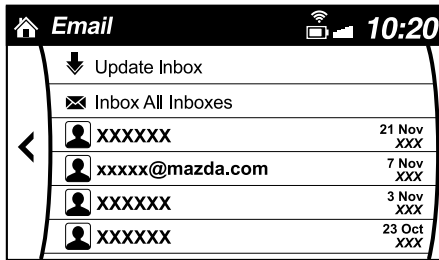 Email 10:20
Update Inbox
Inbox All Inboxes
XXXXXX 21 Nov
XXX
xxxxx@mazda.com 7 Nov
XXX
XXXXXX 3 Nov
XXX
XXXXXX 23 Oct
XXX